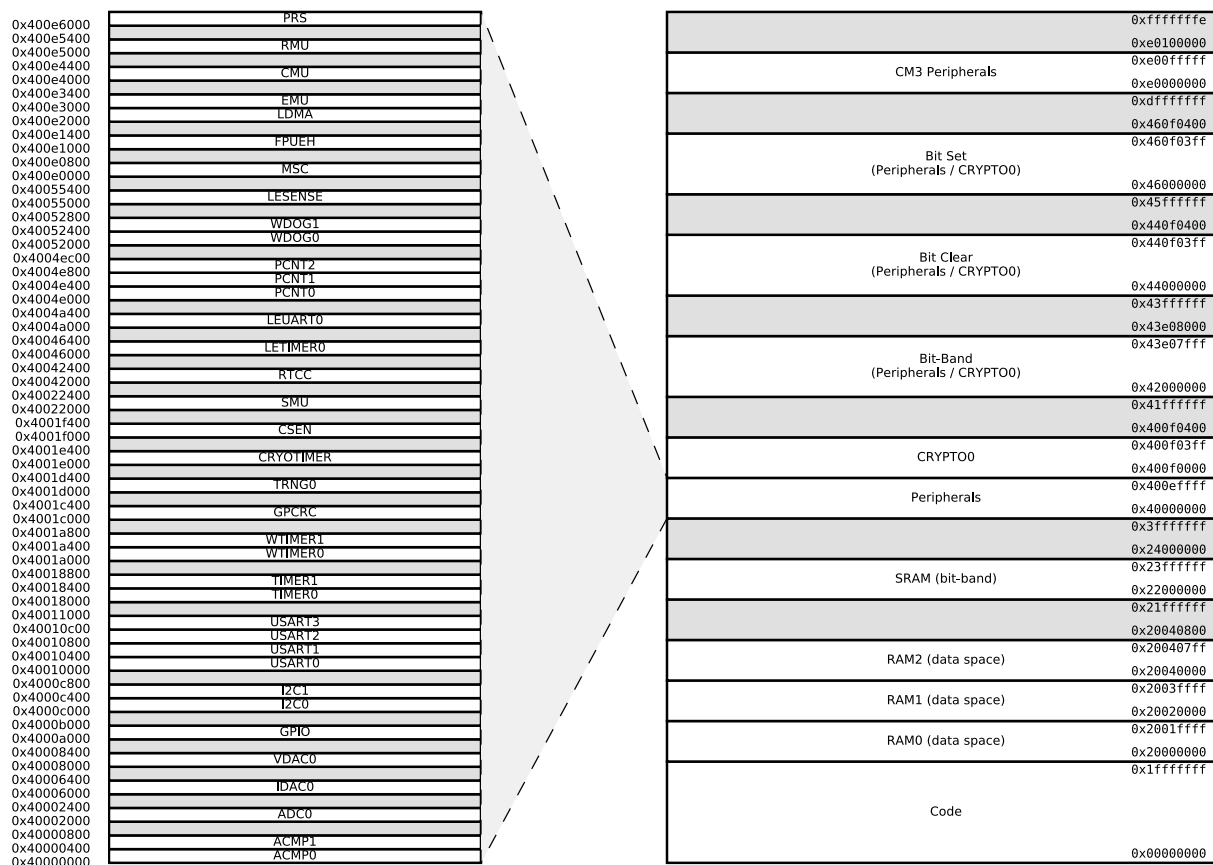 0x400e6000
PRS
0x400e5400
0x400e5000
RMU
0x400e4400
0x400e4000
CMU
0x400e3400
0x400e3000
EMU
0x400e2000
LDMA
0x400e1400
0x400e1000
FPUEH
0x400e0800
0x400e0000
MSC
0x40055400
0x40055000
LESENSE
0x40052800
0x40052400
WDOG1
0x40052000
WDOG0
0x4004ec00
0x4004e800
PCNT2
0x4004e400
PCNT1
0x4004e000
PCNT0
0x4004a400
0x4004a000
LEUART0
0x40046400
0x40046000
LETIMER0
0x40042400
0x40042000
RTCC
0x40022400
0x40022000
SMU
0x4001f400
0x4001f000
CSEN
0x4001e400
0x4001e000
CRYOTIMER
0x4001d400
0x4001d000
TRNG0
0x4001c400
0x4001c000
GPCRC
0x4001a800
0x4001a400
WTIMER1
0x4001a000
WTIMER0
0x40018800
0x40018400
TIMER1
0x40018000
TIMER0
0x40011000
0x40010c00
USART3
0x40010800
USART2
0x40010400
USART1
0x40010000
USART0
0x4000c800
0x4000c400
I2C1
0x4000c000
I2C0
0x4000b000
0x4000a000
GPIO
0x40008400
0x40008000
VDAC0
0x40006400
0x40006000
IDAC0
0x40002400
0x40002000
ADC0
0x40000800
0x40000400
ACMP1
0x40000000
ACMP0
0xfffffffe
0xe0100000
0xe00fffff
CM3 Peripherals
0xe0000000
0xdfffffff
0x460f0400
0x460f03ff
Bit Set
(Peripherals / CRYPTO0)
0x46000000
0x45ffffff
0x440f0400
0x440f03ff
Bit Clear
(Peripherals / CRYPTO0)
0x44000000
0x43ffffff
0x43e08000
0x43e07fff
Bit-Band
(Peripherals / CRYPTO0)
0x42000000
0x41ffffff
0x400f0400
0x400f03ff
CRYPTO0
0x400f0000
0x400effff
Peripherals
0x40000000
0x3fffffff
0x24000000
0x23ffffff
SRAM (bit-band)
0x22000000
0x21ffffff
0x20040800
0x200407ff
RAM2 (data space)
0x20040000
0x2003ffff
RAM1 (data space)
0x20020000
0x2001ffff
RAM0 (data space)
0x20000000
0x1fffffff
Code
0x00000000